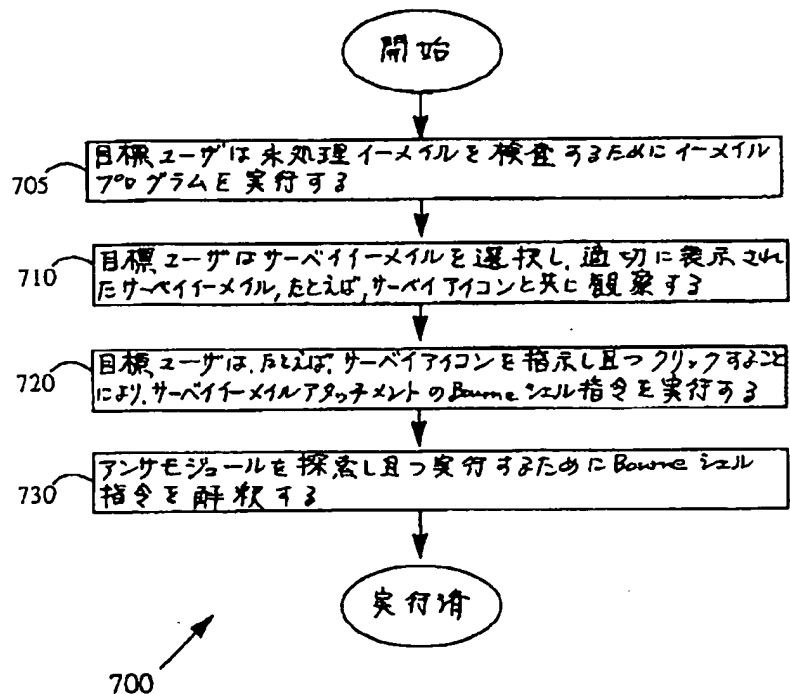 開始
705
目標ユーザは未処理イーメイルを検査するためにイーメイル
プログラムを実行する
710
目標ユーザはサーベイイーメイルを選択し、適切に表示され
たサーベイイーメイル,たとえば,サーベイアイコンと共に観察する
720
目標ユーザは、たとえば、サーベイアイコンを指示し且つクリックすること
により、サーベイイーメイルアタッチメントのBourneシェル指令を実行する
730
アンサモジュールを探索し且つ実行するためにBourneシェル
指令を解釈する
実行済
700